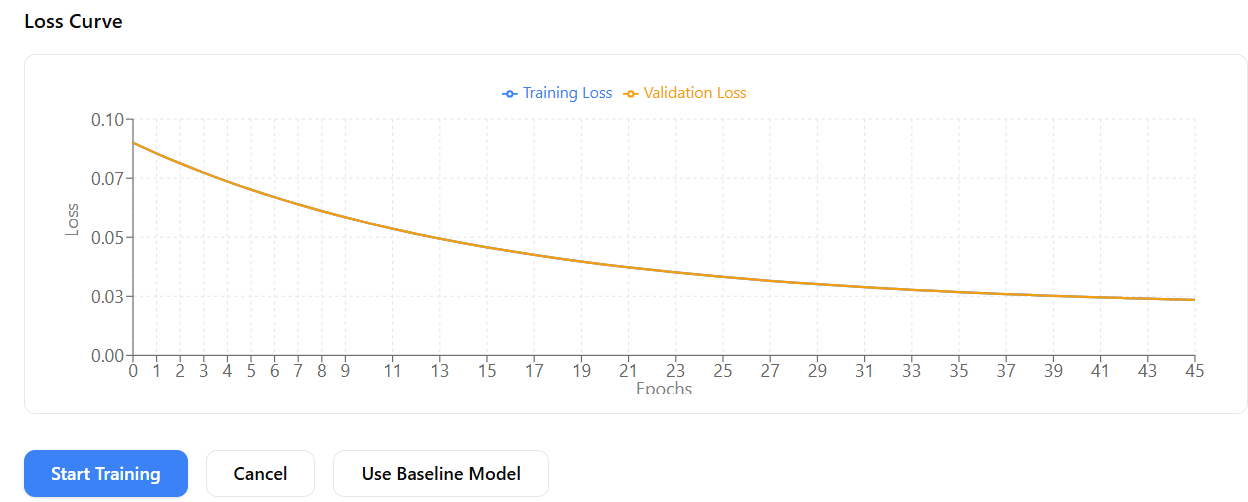 Loss Curve
Training Loss Validation Loss
0.10
0.07
0.05
0.03
0.00
Loss
0 1 2 3 4 5 6 7 8 9 11 13 15 17 19 21 23 25 27 29 31 33 35 37 39 41 43 45
Epochs
Start Training Cancel Use Baseline Model